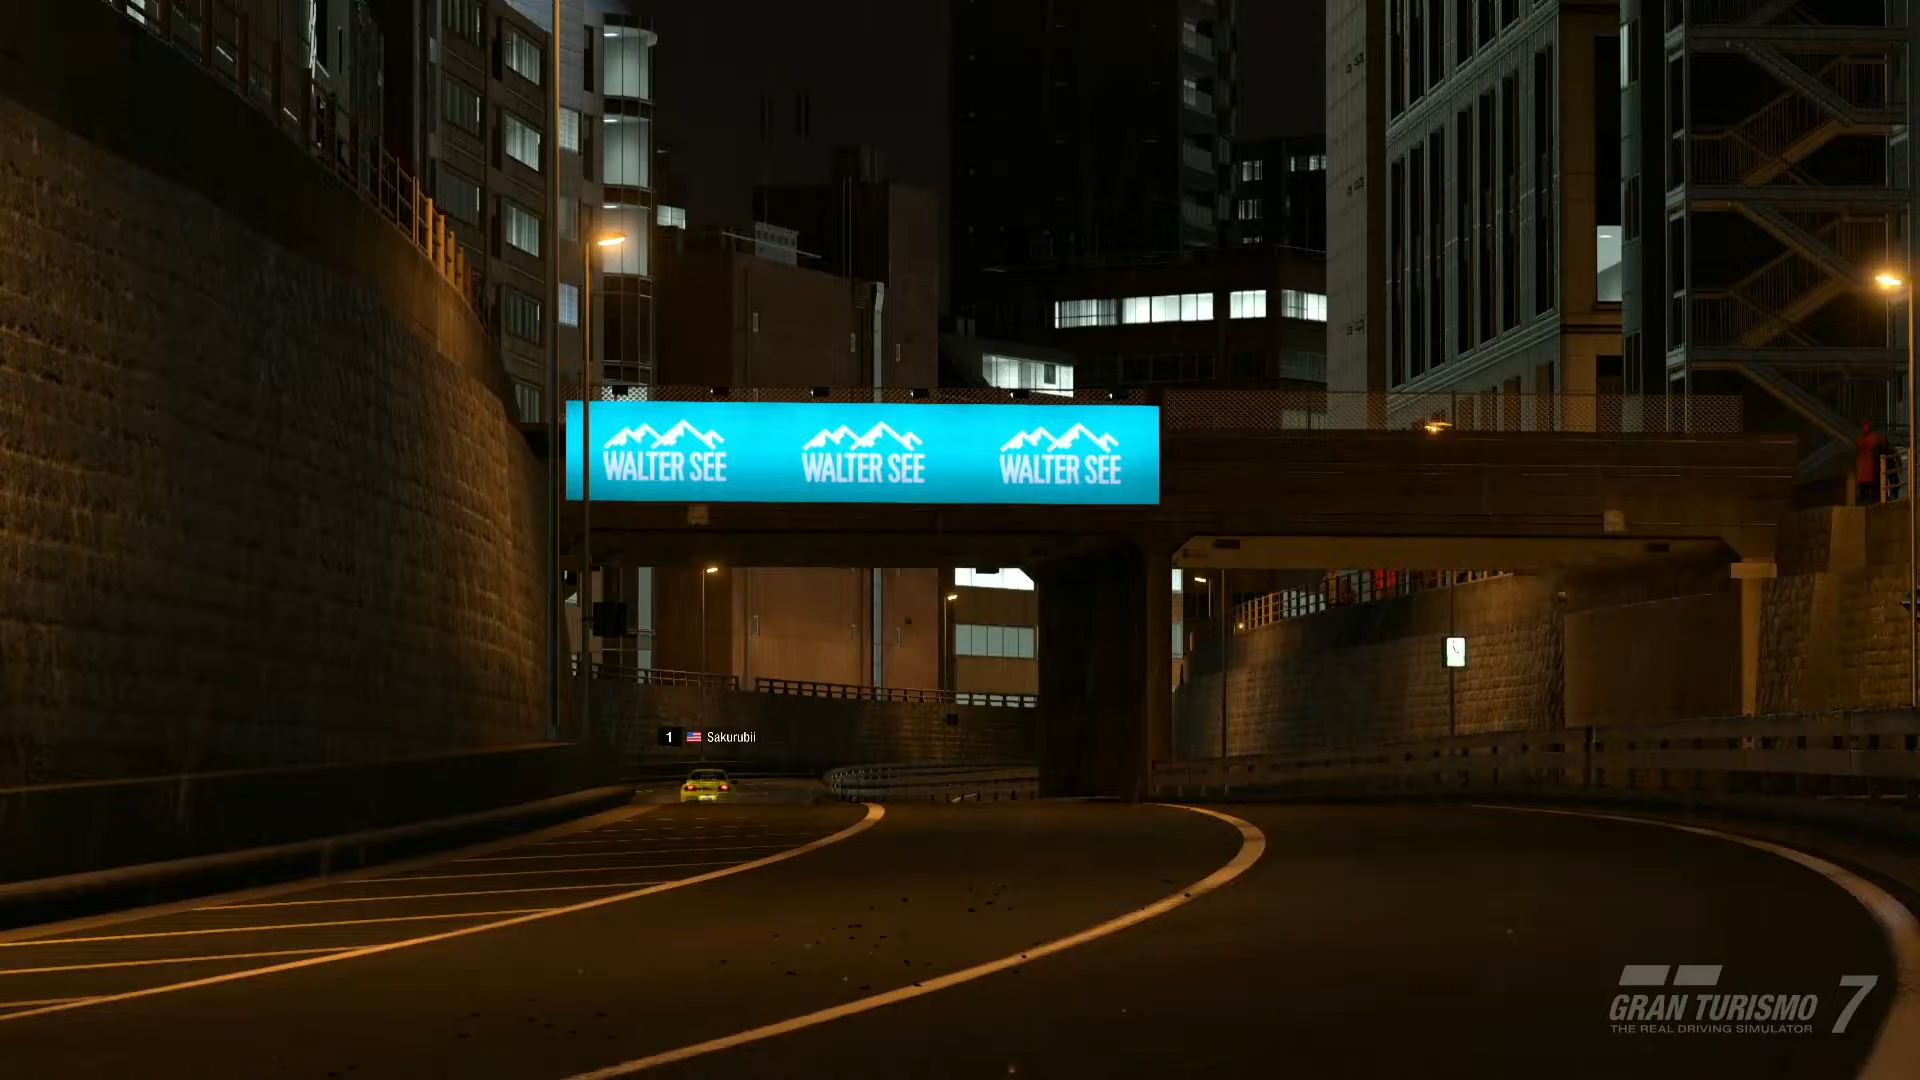 WALTER SEE WALTER SEE WALTER SEE
1 Sakurubii
GRAN TURISMO 7
THE REAL DRIVING SIMULATOR